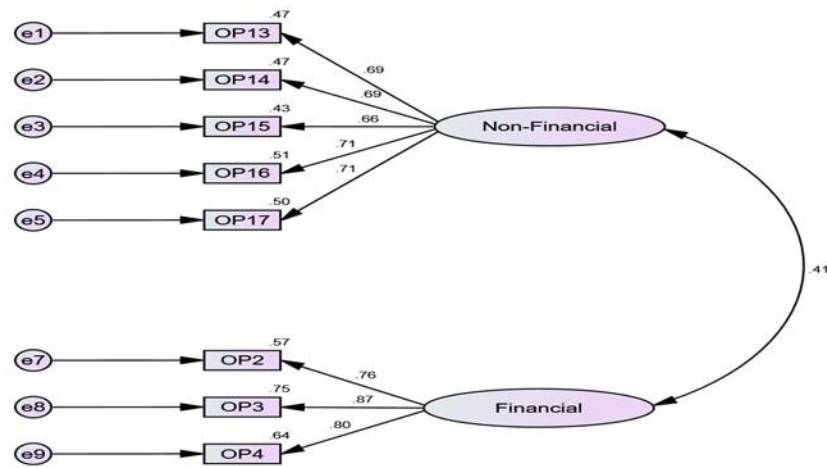 .47
e1 OP13
.69
.47
e2 OP14
.69
.43
e3 OP15 .66 Non-Financial
.71
.51
e4 OP16
.71
.50
e5 OP17
.41
.57
e7 OP2
.76
.75
e8 OP3 .87 Financial
.80
.64
e9 OP4